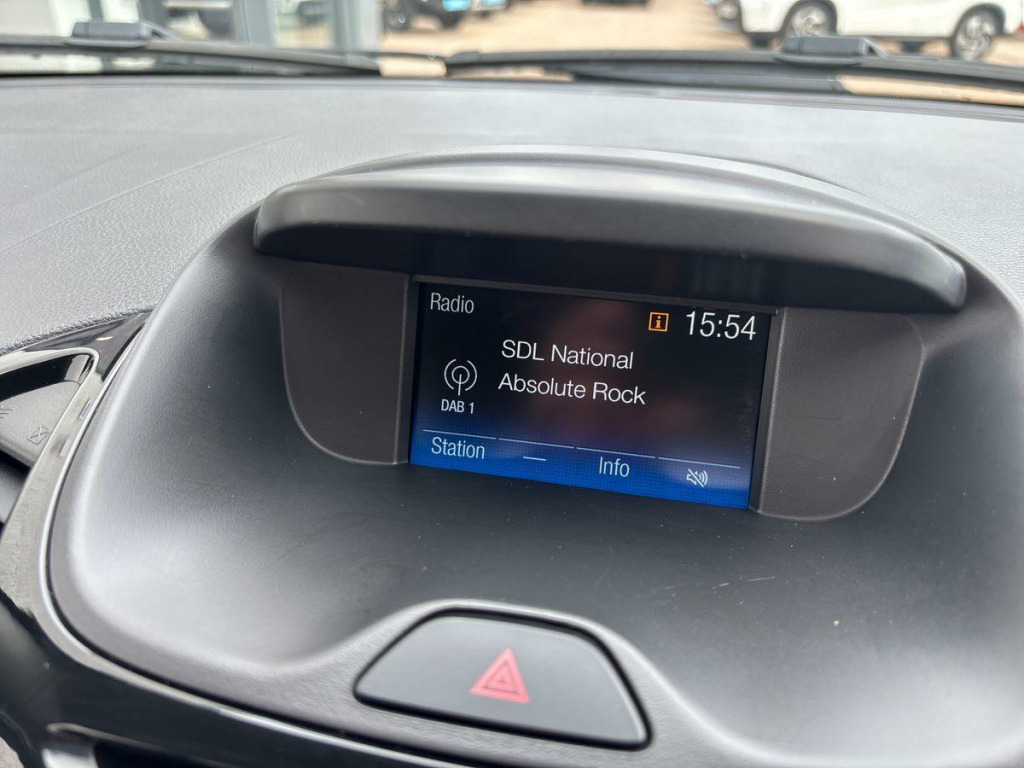 Radio
15:54
SDL National
Absolute Rock
DAB 1
Station
Info